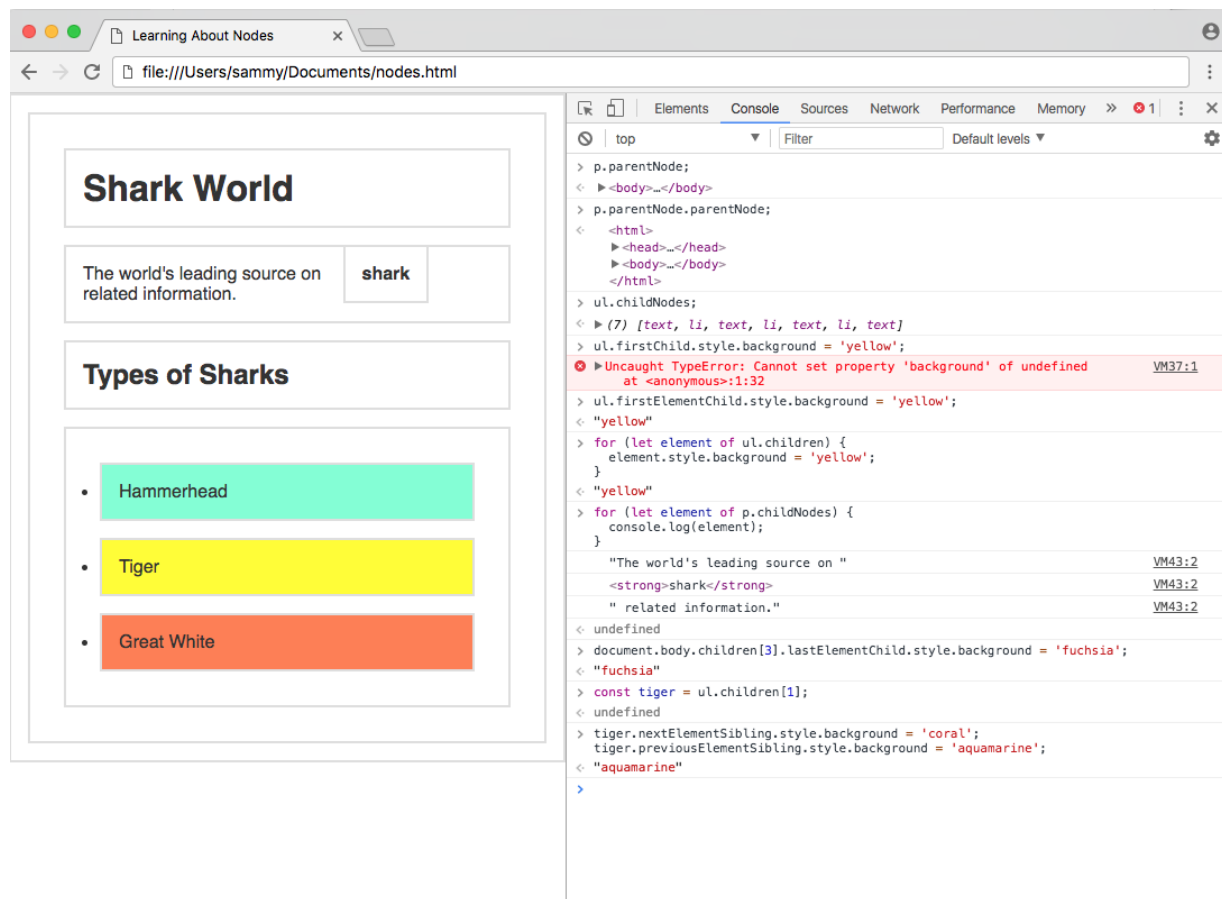 Learning About Nodes
file:///Users/sammy/Documents/nodes.html
Shark World
The world's leading source on shark
related information.
Types of Sharks
Hammerhead
Tiger
Great White
Elements Console Sources Network Performance Memory » 1
top Filter Default levels
> p.parentNode;
<body>…</body>
> p.parentNode.parentNode;
<html>
<head>…</head>
<body>…</body>
</html>
> ul.childNodes;
(7) [text, li, text, li, text, li, text]
> ul.firstChild.style.background = 'yellow';
Uncaught TypeError: Cannot set property 'background' of undefined VM37:1
at <anonymous>:1:32
> ul.firstElementChild.style.background = 'yellow';
"yellow"
> for (let element of ul.children) {
element.style.background = 'yellow';
}
"yellow"
> for (let element of p.childNodes) {
console.log(element);
}
"The world's leading source on " VM43:2
<strong>shark</strong> VM43:2
" related information." VM43:2
undefined
> document.body.children[3].lastElementChild.style.background = 'fuchsia';
"fuchsia"
> const tiger = ul.children[1];
undefined
> tiger.nextElementSibling.style.background = 'coral';
tiger.previousElementSibling.style.background = 'aquamarine';
"aquamarine"
>